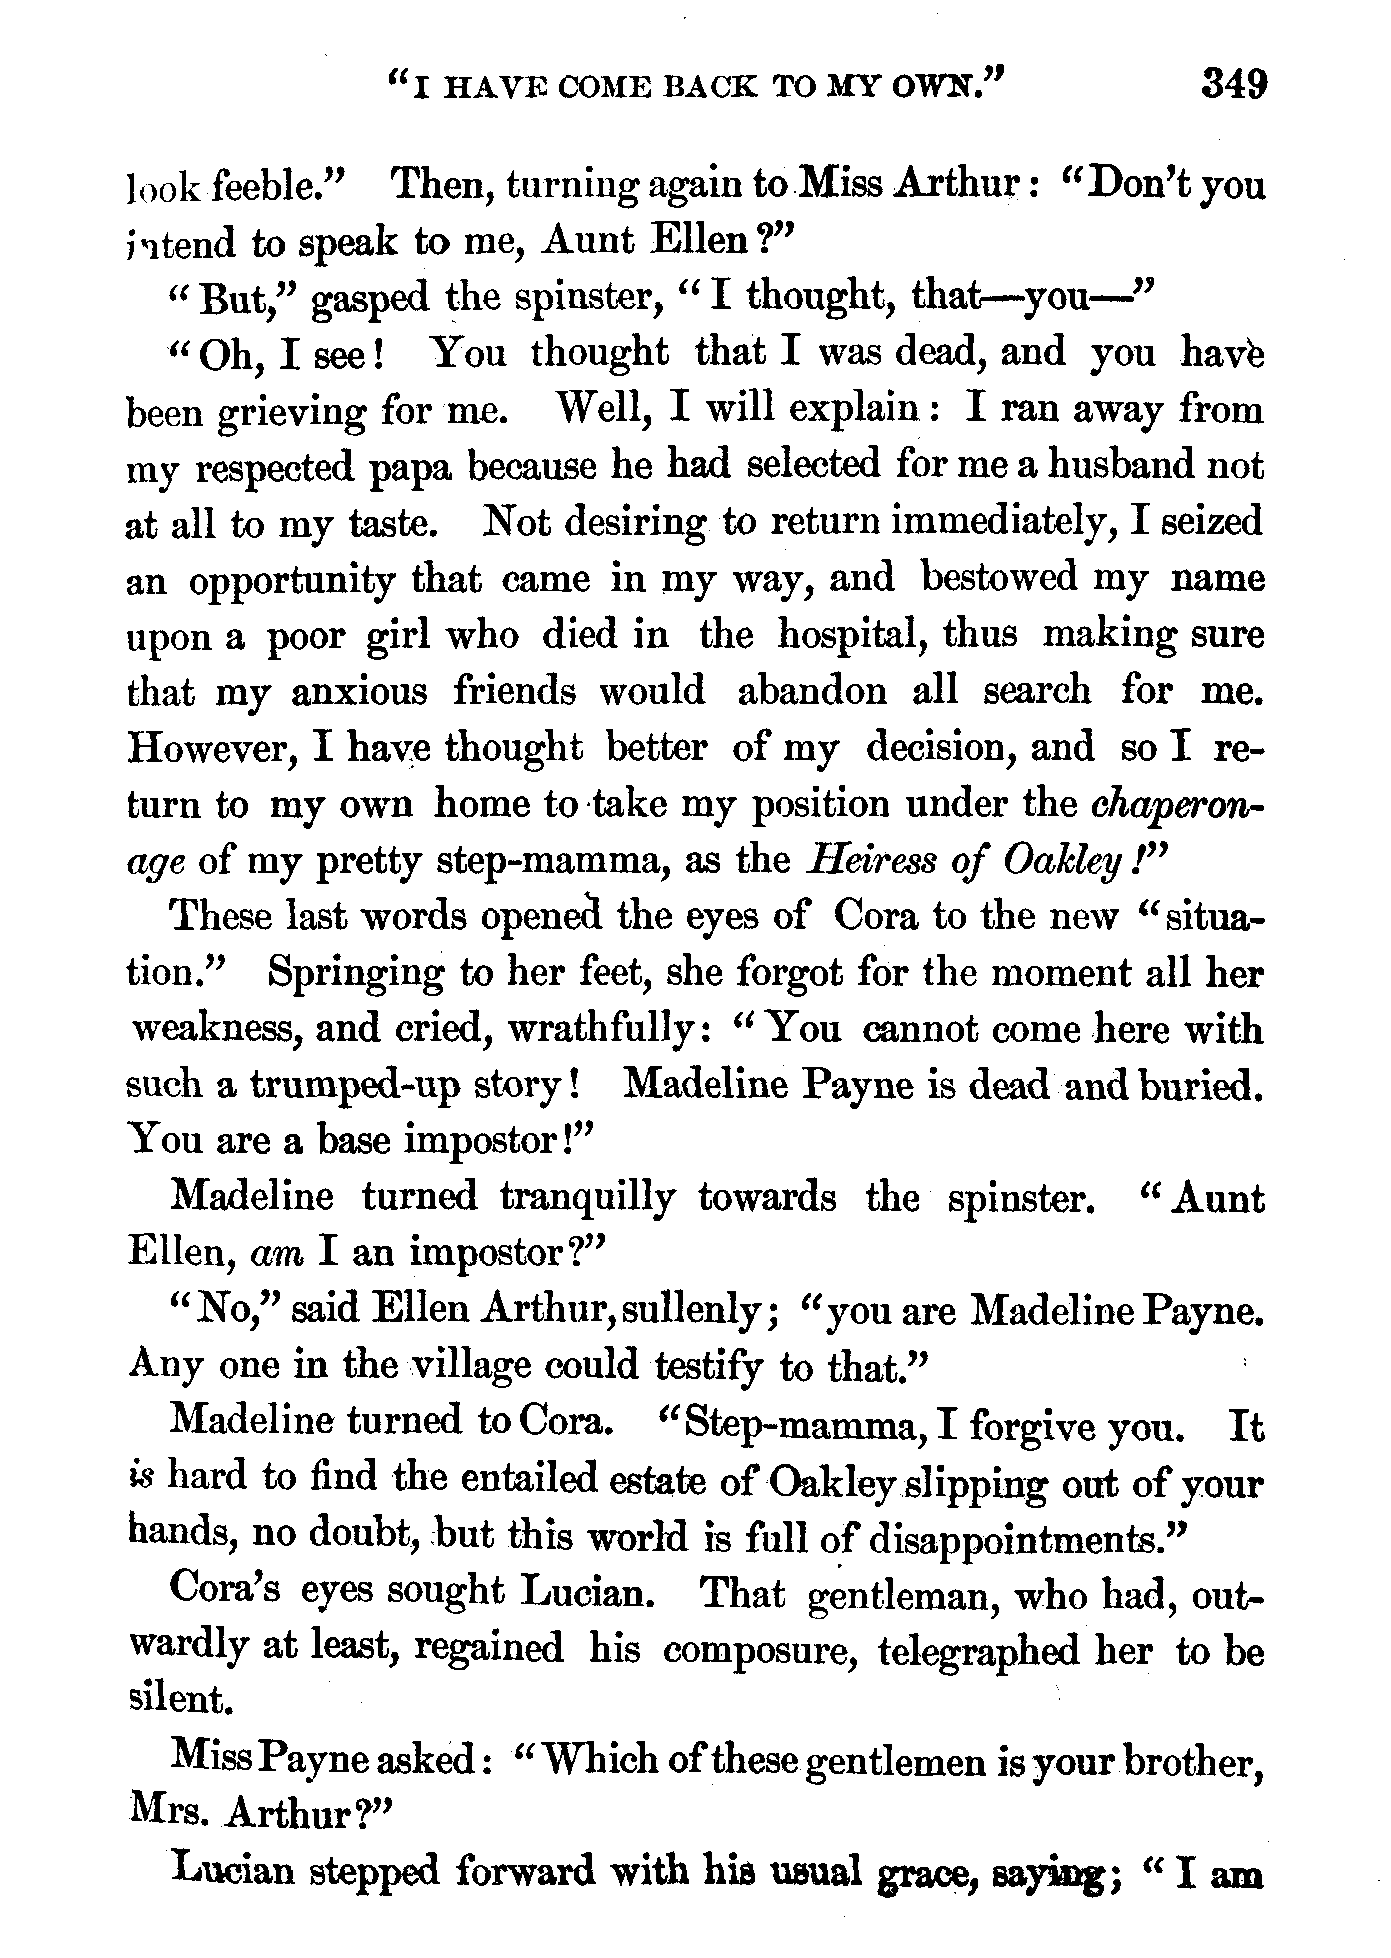 "I HAVE COME BACK TO MY OWN." 349
look feeble." Then, turning again to Miss Arthur: "Don't you
intend to speak to me, Aunt Ellen?"
"But," gasped the spinster, "I thought, that—you—"
"Oh, I see! You thought that I was dead, and you have
been grieving for me. Well, I will explain: I ran away from
my respected papa because he had selected for me a husband not
at all to my taste. Not desiring to return immediately, I seized
an opportunity that came in my way, and bestowed my name
upon a poor girl who died in the hospital, thus making sure
that my anxious friends would abandon all search for me.
However, I have thought better of my decision, and so I re-
turn to my own home to take my position under the chaperon-
age of my pretty step-mamma, as the Heiress of Oakley!"
These last words opened the eyes of Cora to the new "situa-
tion." Springing to her feet, she forgot for the moment all her
weakness, and cried, wrathfully: "You cannot come here with
such a trumped-up story! Madeline Payne is dead and buried.
You are a base impostor!"
Madeline turned tranquilly towards the spinster. "Aunt
Ellen, am I an impostor?"
"No," said Ellen Arthur, sullenly; "you are Madeline Payne.
Any one in the village could testify to that."
Madeline turned to Cora. "Step-mamma, I forgive you. It
is hard to find the entailed estate of Oakley slipping out of your
hands, no doubt, but this world is full of disappointments."
Cora's eyes sought Lucian. That gentleman, who had, out-
wardly at least, regained his composure, telegraphed her to be
silent.
Miss Payne asked: "Which of these gentlemen is your brother,
Mrs. Arthur?"
Lucian stepped forward with his usual grace, saying; "I am